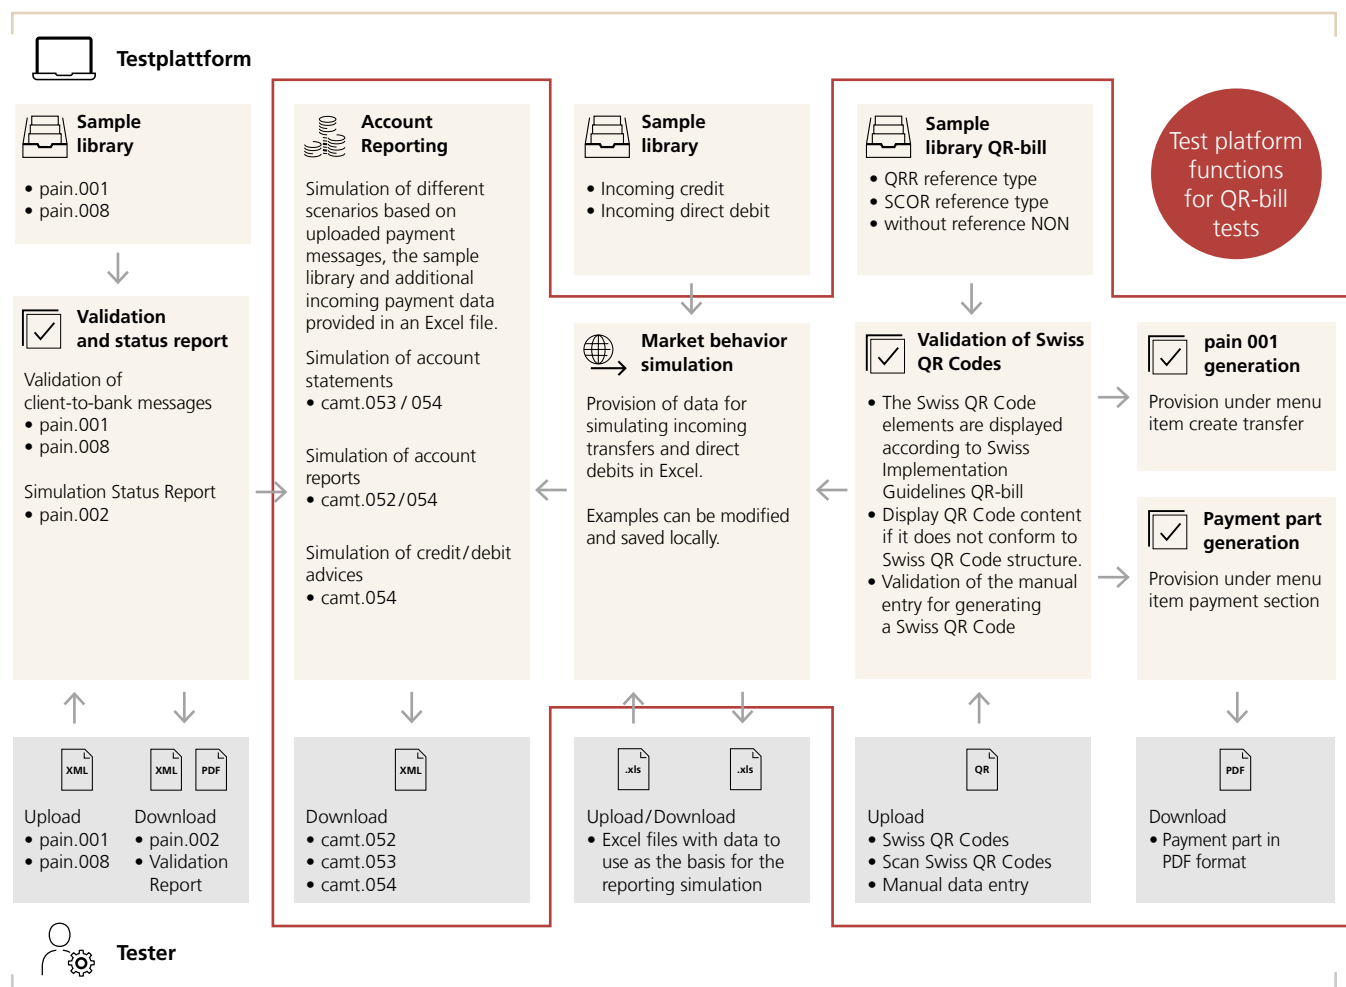 Testplattform
Sample
library
• pain.001
• pain.008
Validation
and status report
Validation of
client-to-bank messages
• pain.001
• pain.008
Simulation Status Report
• pain.002
Account
Reporting
Simulation of different
scenarios based on
uploaded payment
messages, the sample
library and additional
incoming payment data
provided in an Excel file.
Simulation of account
statements
• camt.053 / 054
Simulation of account
reports
• camt.052/054
Simulation of credit/debit
advices
• camt.054
Sample
library
• Incoming credit
• Incoming direct debit
Market behavior
simulation
Provision of data for
simulating incoming
transfers and direct
debits in Excel.
Examples can be modified
and saved locally.
Sample
library QR-bill
• QRR reference type
• SCOR reference type
• without reference NON
Validation of Swiss
QR Codes
• The Swiss QR Code
elements are displayed
according to Swiss
Implementation
Guidelines QR-bill
• Display QR Code content
if it does not conform to
Swiss QR Code structure.
• Validation of the manual
entry for generating
a Swiss QR Code
Test platform
functions
for QR-bill
tests
pain 001
generation
Provision under menu
item create transfer
Payment part
generation
Provision under menu
item payment section
XML
Upload
• pain.001
• pain.008
XML
PDF
Download
• pain.002
• Validation
Report
XML
Download
• camt.052
• camt.053
• camt.054
.xls
.xls
Upload/Download
• Excel files with data to
use as the basis for the
reporting simulation
QR
Upload
• Swiss QR Codes
• Scan Swiss QR Codes
• Manual data entry
PDF
Download
• Payment part in
PDF format
Tester